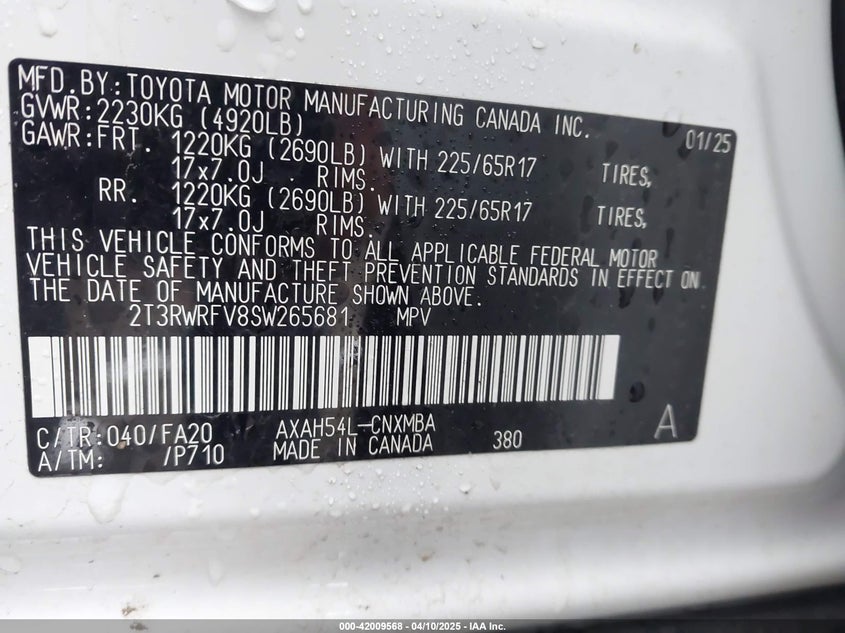 MFD.BY:TOYOTA MOTOR MANUFACTURING CANADA INC. 01/25
GVWR:2230KG (4920LB)
GAWR:FRT. 1220KG (2690LB) WITH 225/65R17 TIRES,
17x7.0J RIMS.
RR. 1220KG (2690LB) WITH 225/65R17 TIRES,
17x7.0J RIMS.
THIS VEHICLE CONFORMS TO ALL APPLICABLE FEDERAL MOTOR
VEHICLE SAFETY AND THEFT PREVENTION STANDARDS IN EFFECT ON
THE DATE OF MANUFACTURE SHOWN ABOVE.
2T3RWRFV8SW265681 MPV
C/TR:040/FA20 AXAH54L-CNXMBA A
A/TM: /P710 MADE IN CANADA 380
000-42009568 - 04/10/2025 - IAA Inc.